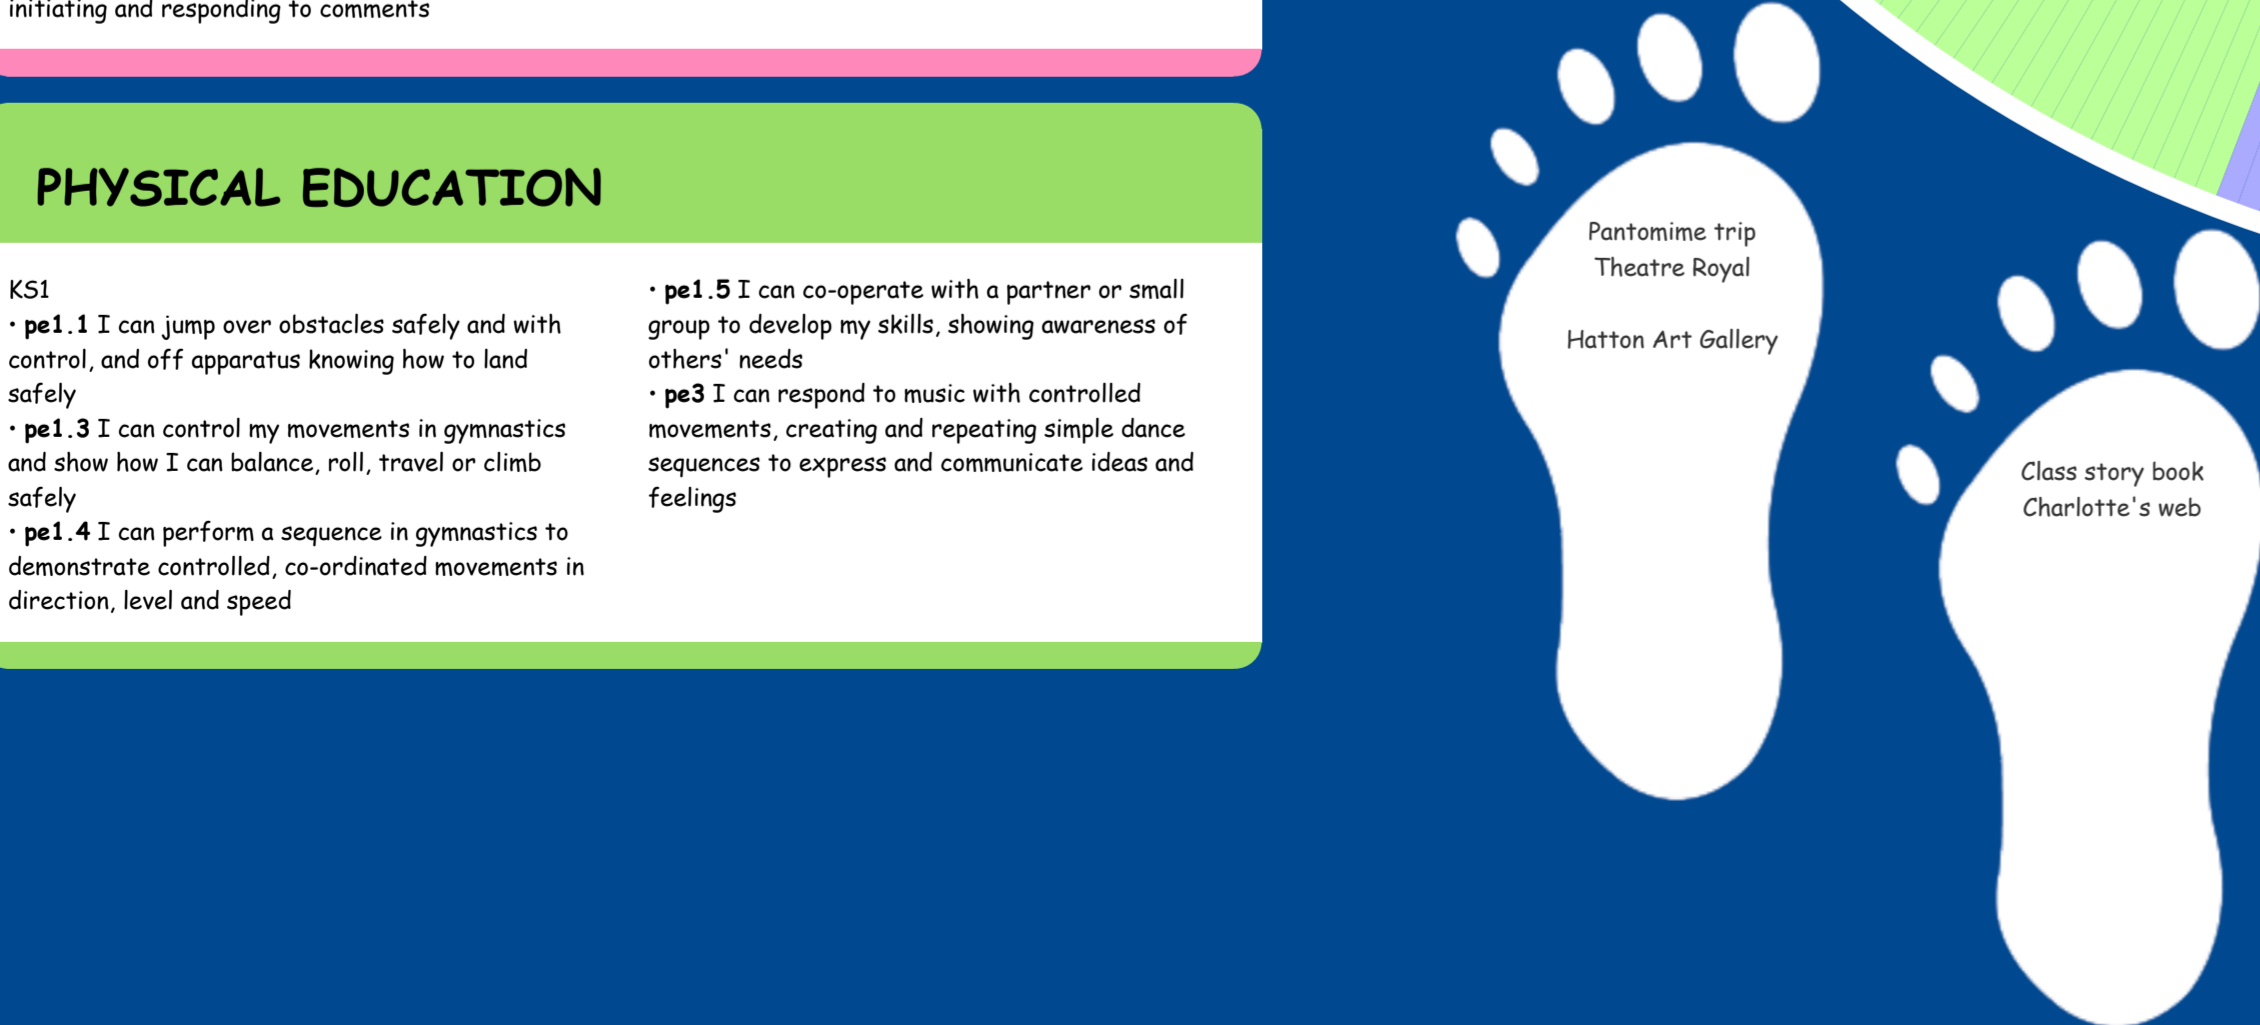 initiating and responding to comments
PHYSICAL EDUCATION
KS1
• pe1.1 I can jump over obstacles safely and with
control, and off apparatus knowing how to land
safely
• pe1.3 I can control my movements in gymnastics
and show how I can balance, roll, travel or climb
safely
• pe1.4 I can perform a sequence in gymnastics to
demonstrate controlled, co-ordinated movements in
direction, level and speed
• pe1.5 I can co-operate with a partner or small
group to develop my skills, showing awareness of
others' needs
• pe3 I can respond to music with controlled
movements, creating and repeating simple dance
sequences to express and communicate ideas and
feelings
Pantomime trip
Theatre Royal
Hatton Art Gallery
Class story book
Charlotte's web